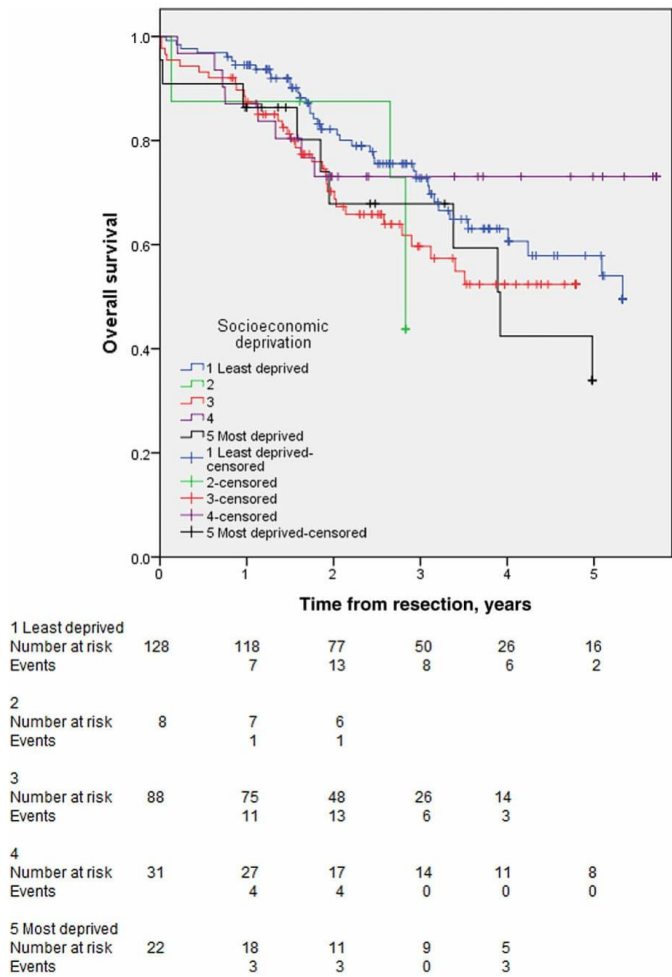 1.0
0.8
0.6
0.4
0.2
0.0
Overall survival
Socioeconomic
deprivation
1 Least deprived
2
3
4
5 Most deprived
1 Least deprived-
censored
2-censored
3-censored
4-censored
5 Most deprived-censored
0 1 2 3 4 5
Time from resection, years
1 Least deprived
Number at risk 128 118 77 50 26 16
Events 7 13 8 6 2
2
Number at risk 8 7 6
Events 1 1
3
Number at risk 88 75 48 26 14
Events 11 13 6 3
4
Number at risk 31 27 17 14 11 8
Events 4 4 0 0 0
5 Most deprived
Number at risk 22 18 11 9 5
Events 3 3 0 3